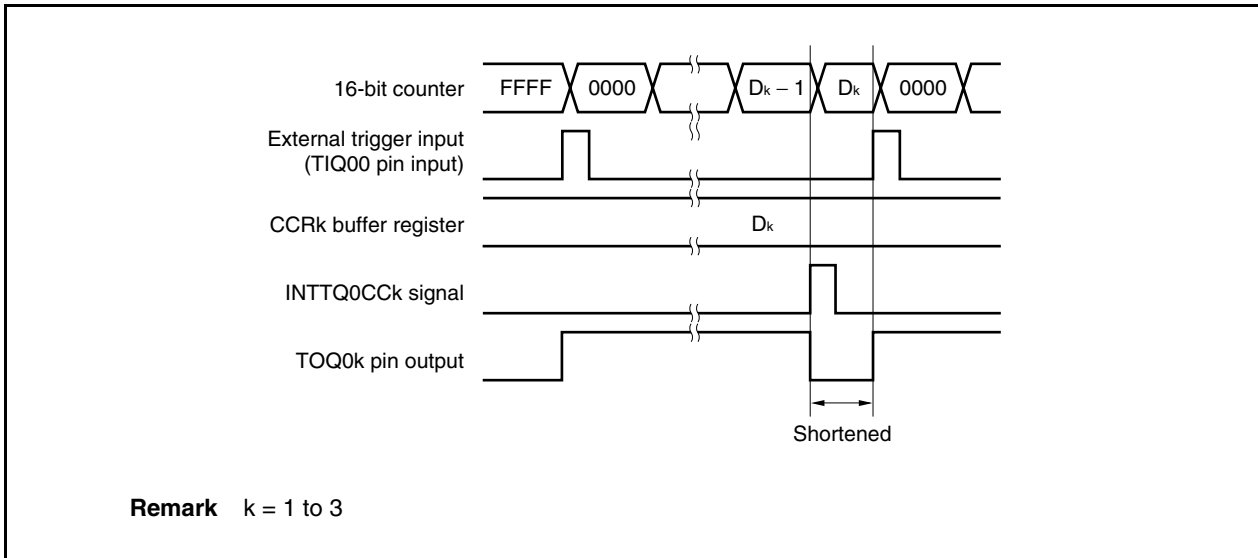 16-bit counter FFFF 0000 Dk – 1 Dk 0000
External trigger input
(TIQ00 pin input)
CCRk buffer register Dk
INTTQ0CCk signal
TOQ0k pin output
Shortened
Remark k = 1 to 3